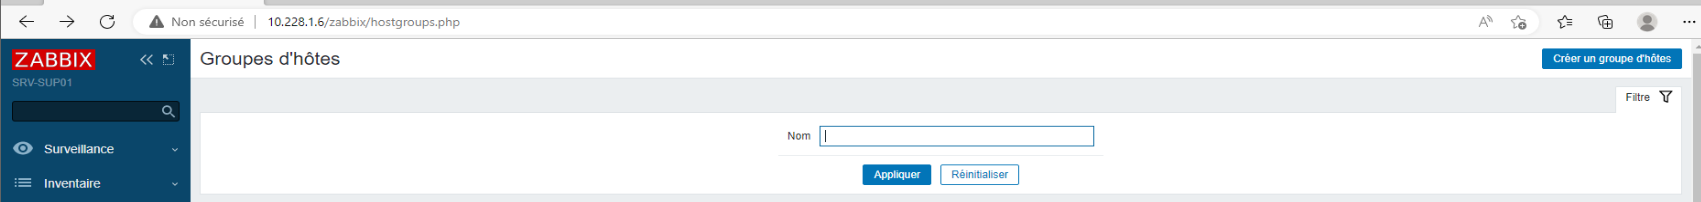 Non sécurisé
10.228.1.6/zabbix/hostgroups.php
ZABBIX
SRV-SUP01
Surveillance
Inventaire
Groupes d'hôtes
Créer un groupe d'hôtes
Filtre
Nom
Appliquer
Réinitialiser